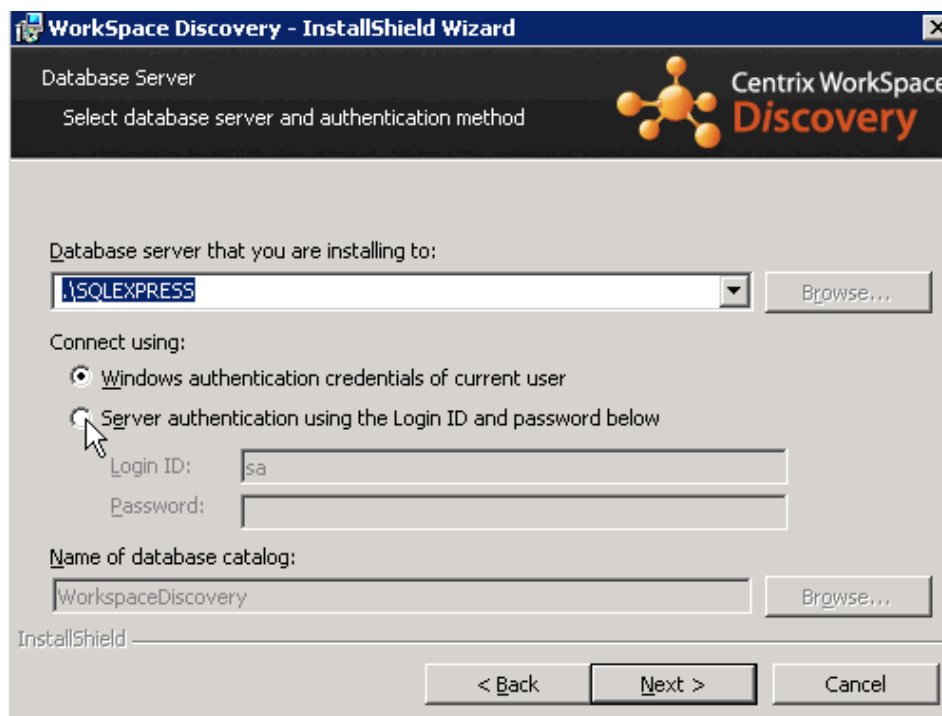 WorkSpace Discovery - InstallShield Wizard
Database Server
Select database server and authentication method
Centrix WorkSpace
Discovery
Database server that you are installing to:
.\SQLEXPRESS
Browse...
Connect using:
Windows authentication credentials of current user
Server authentication using the Login ID and password below
Login ID:
sa
Password:
Name of database catalog:
WorkspaceDiscovery
Browse...
InstallShield
< Back
Next >
Cancel